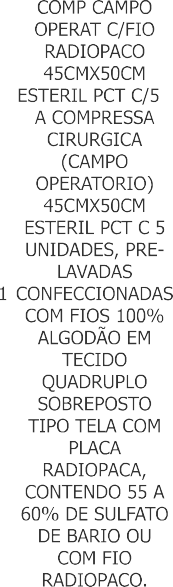 COMP CAMPO
OPERAT C/FIO
RADIOPACO
45CMX50CM
ESTERIL PCT C/5
A COMPRESSA
CIRURGICA
(CAMPO
OPERATORIO)
45CMX50CM
ESTERIL PCT C 5
UNIDADES, PRE-
LAVADAS
1 CONFECCIONADAS
COM FIOS 100%
ALGODÃO EM
TECIDO
QUADRUPLO
SOBREPOSTO
TIPO TELA COM
PLACA
RADIOPACA,
CONTENDO 55 A
60% DE SULFATO
DE BARIO OU
COM FIO
RADIOPACO.